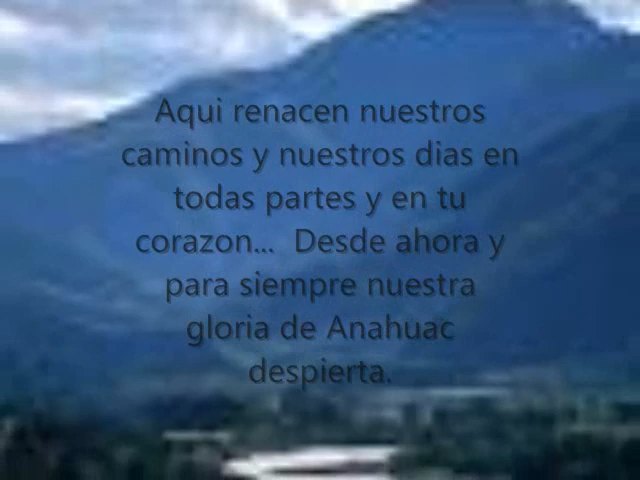 Aqui renacen nuestros
caminos y nuestros dias en
todas partes y en tu
corazon... Desde ahora y
para siempre nuestra
gloria de Anahuac
despierta.